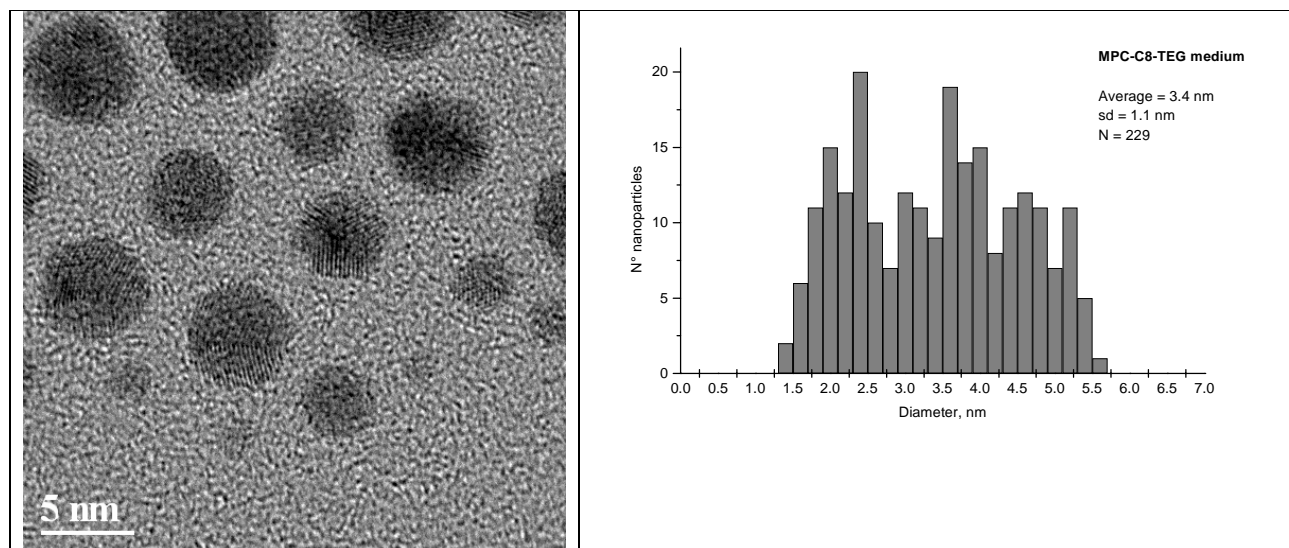 5 nm
MPC-C8-TEG medium
Average = 3.4 nm
sd = 1.1 nm
N = 229
20
15
10
5
0
N° nanoparticles
0.0 0.5 1.0 1.5 2.0 2.5 3.0 3.5 4.0 4.5 5.0 5.5 6.0 6.5 7.0
Diameter, nm